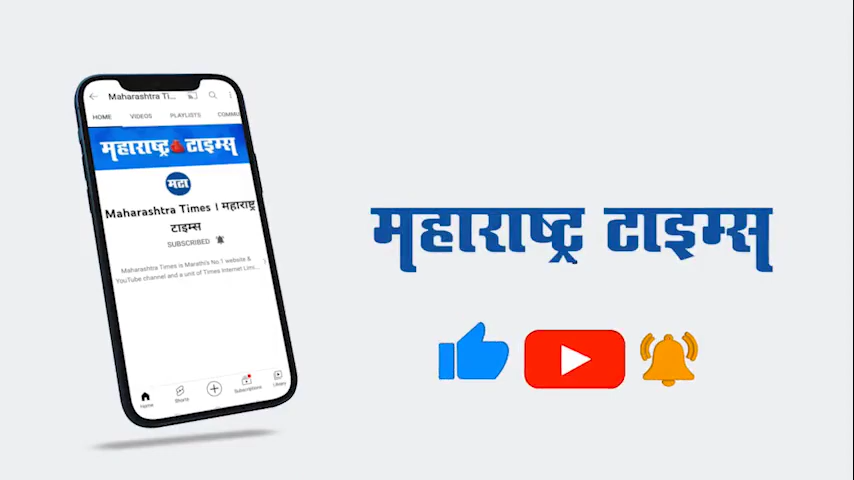 Maharashtra Ti...
HOME VIDEOS PLAYLISTS COMMU
महाराष्ट्र टाइम्स
मटा
Maharashtra Times । महाराष्ट्र
टाइम्स
SUBSCRIBED
Maharashtra Times is Marathi's No.1 website &
YouTube channel and a unit of Times Internet Limi...
Home Shorts Subscriptions Library
महाराष्ट्र टाइम्स